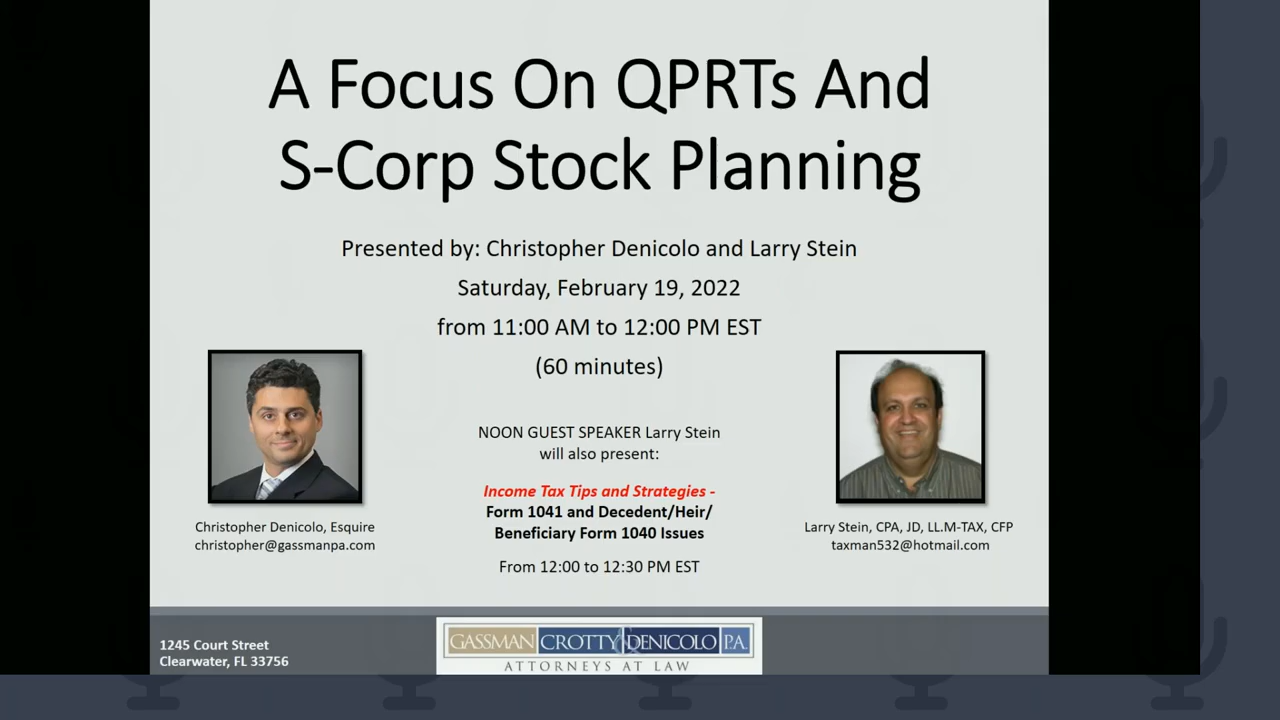 A Focus On QPRTs And
S-Corp Stock Planning
Presented by: Christopher Denicolo and Larry Stein
Saturday, February 19, 2022
from 11:00 AM to 12:00 PM EST
(60 minutes)
NOON GUEST SPEAKER Larry Stein
will also present:
Income Tax Tips and Strategies -
Form 1041 and Decedent/Heir/
Beneficiary Form 1040 Issues
From 12:00 to 12:30 PM EST
Christopher Denicolo, Esquire
christopher@gassmanpa.com
Larry Stein, CPA, JD, LL.M-TAX, CFP
taxman532@hotmail.com
1245 Court Street
Clearwater, FL 33756
GASSMAN CROTTY & DENICOLO P.A.
ATTORNEYS AT LAW